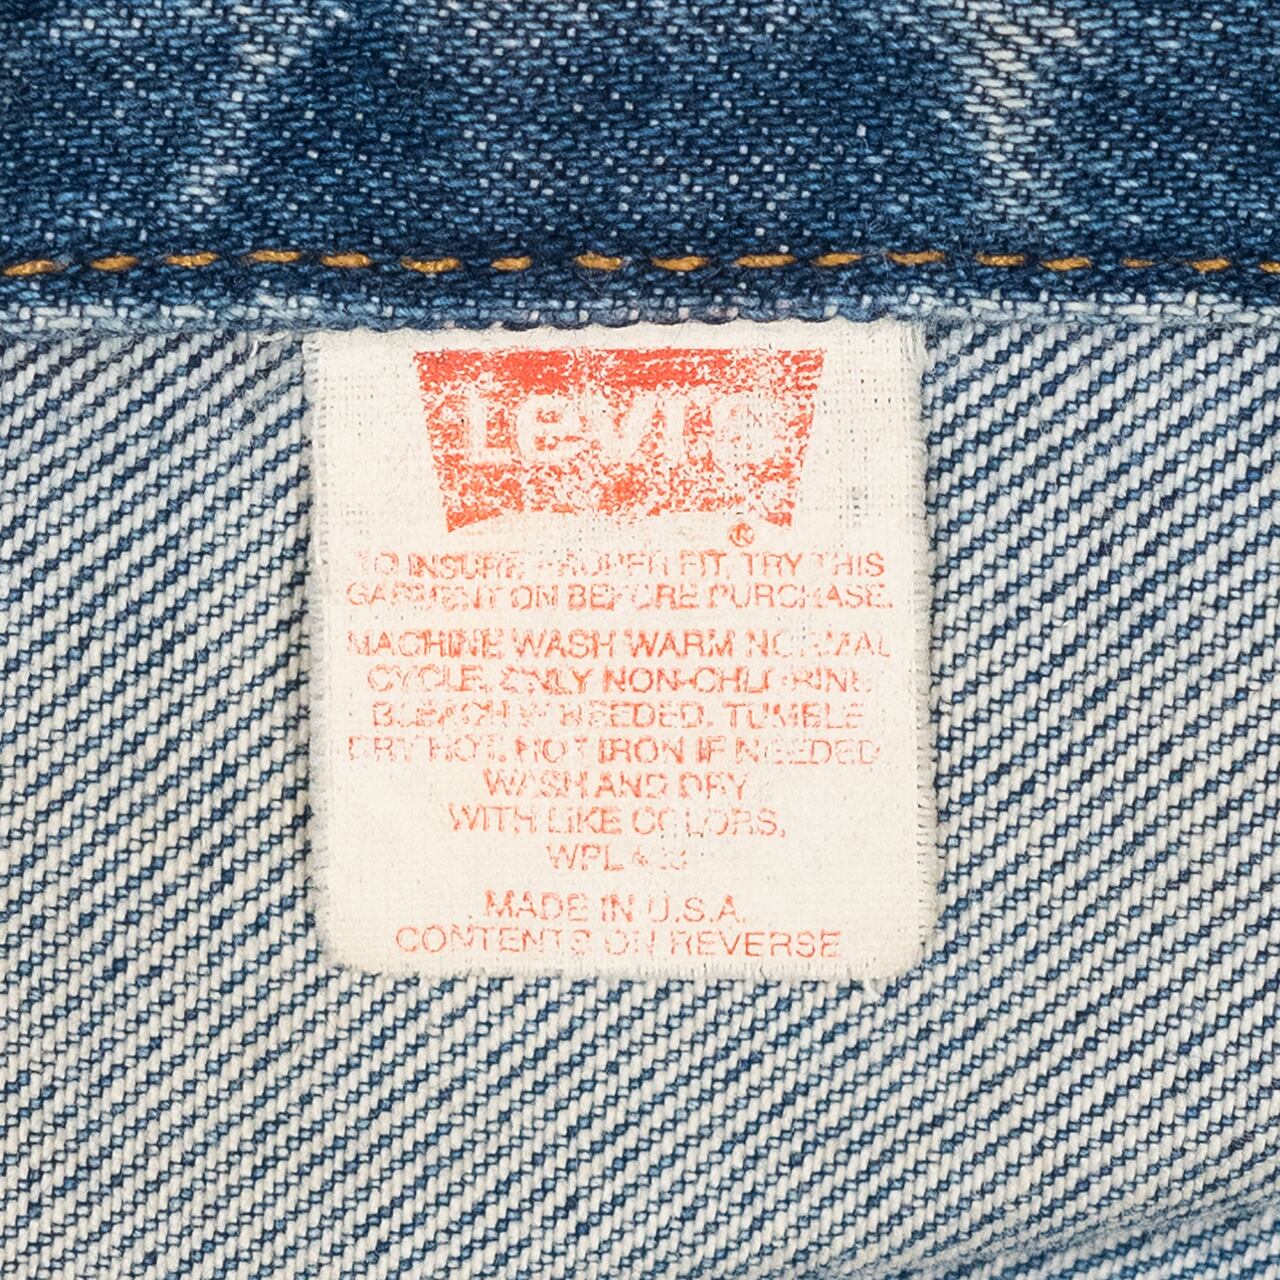 Levi's
®
TO INSURE PROPER FIT, TRY THIS
GARMENT ON BEFORE PURCHASE.
MACHINE WASH WARM NORMAL
CYCLE. ONLY NON-CHLORINE
BLEACH IF NEEDED. TUMBLE
DRY HOT. HOT IRON IF NEEDED
WASH AND DRY
WITH LIKE COLORS.
WPL 423
MADE IN U.S.A.
CONTENTS ON REVERSE